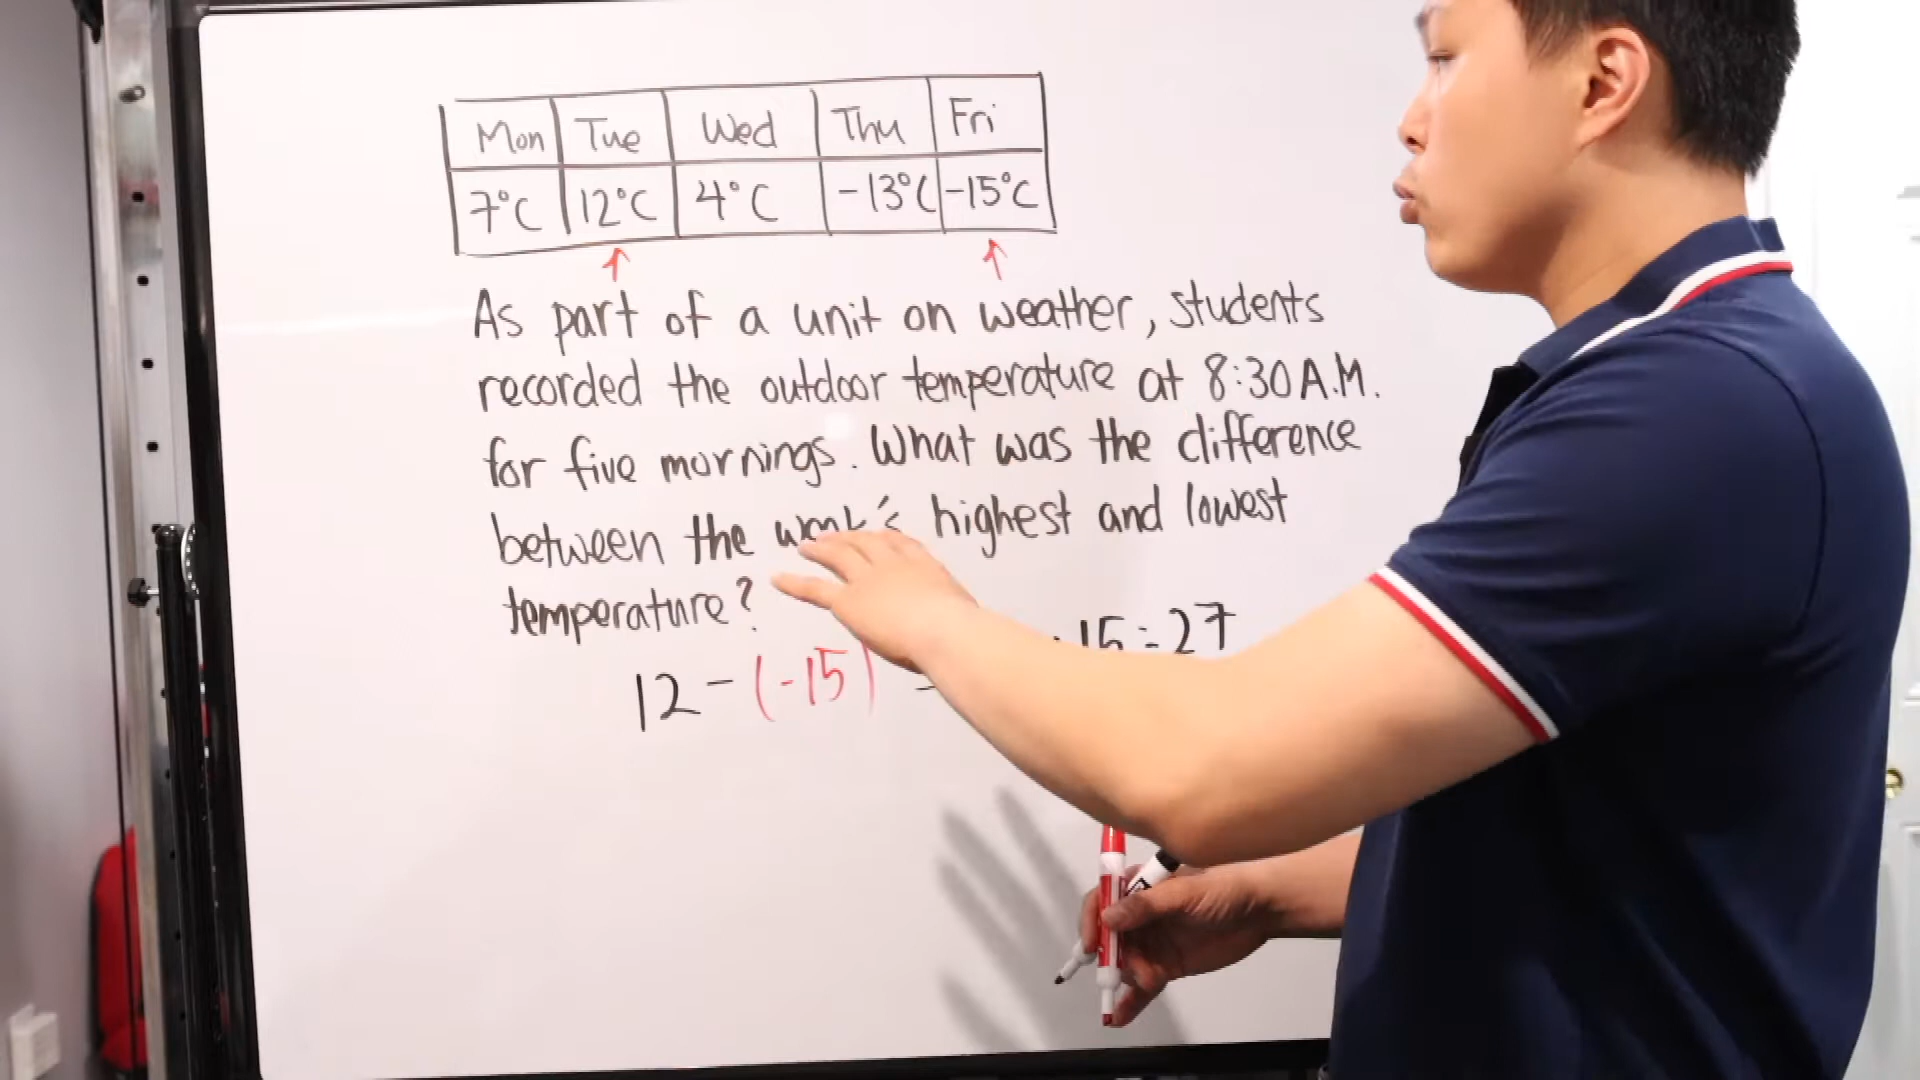 Mon Tue Wed Thu Fri
7°C 12°C 4°C -13°C -15°C
As part of a unit on weather, students
recorded the outdoor temperature at 8:30 A.M.
for five mornings. What was the difference
between the week's highest and lowest
temperature?
12 - (-15) = 15 = 27